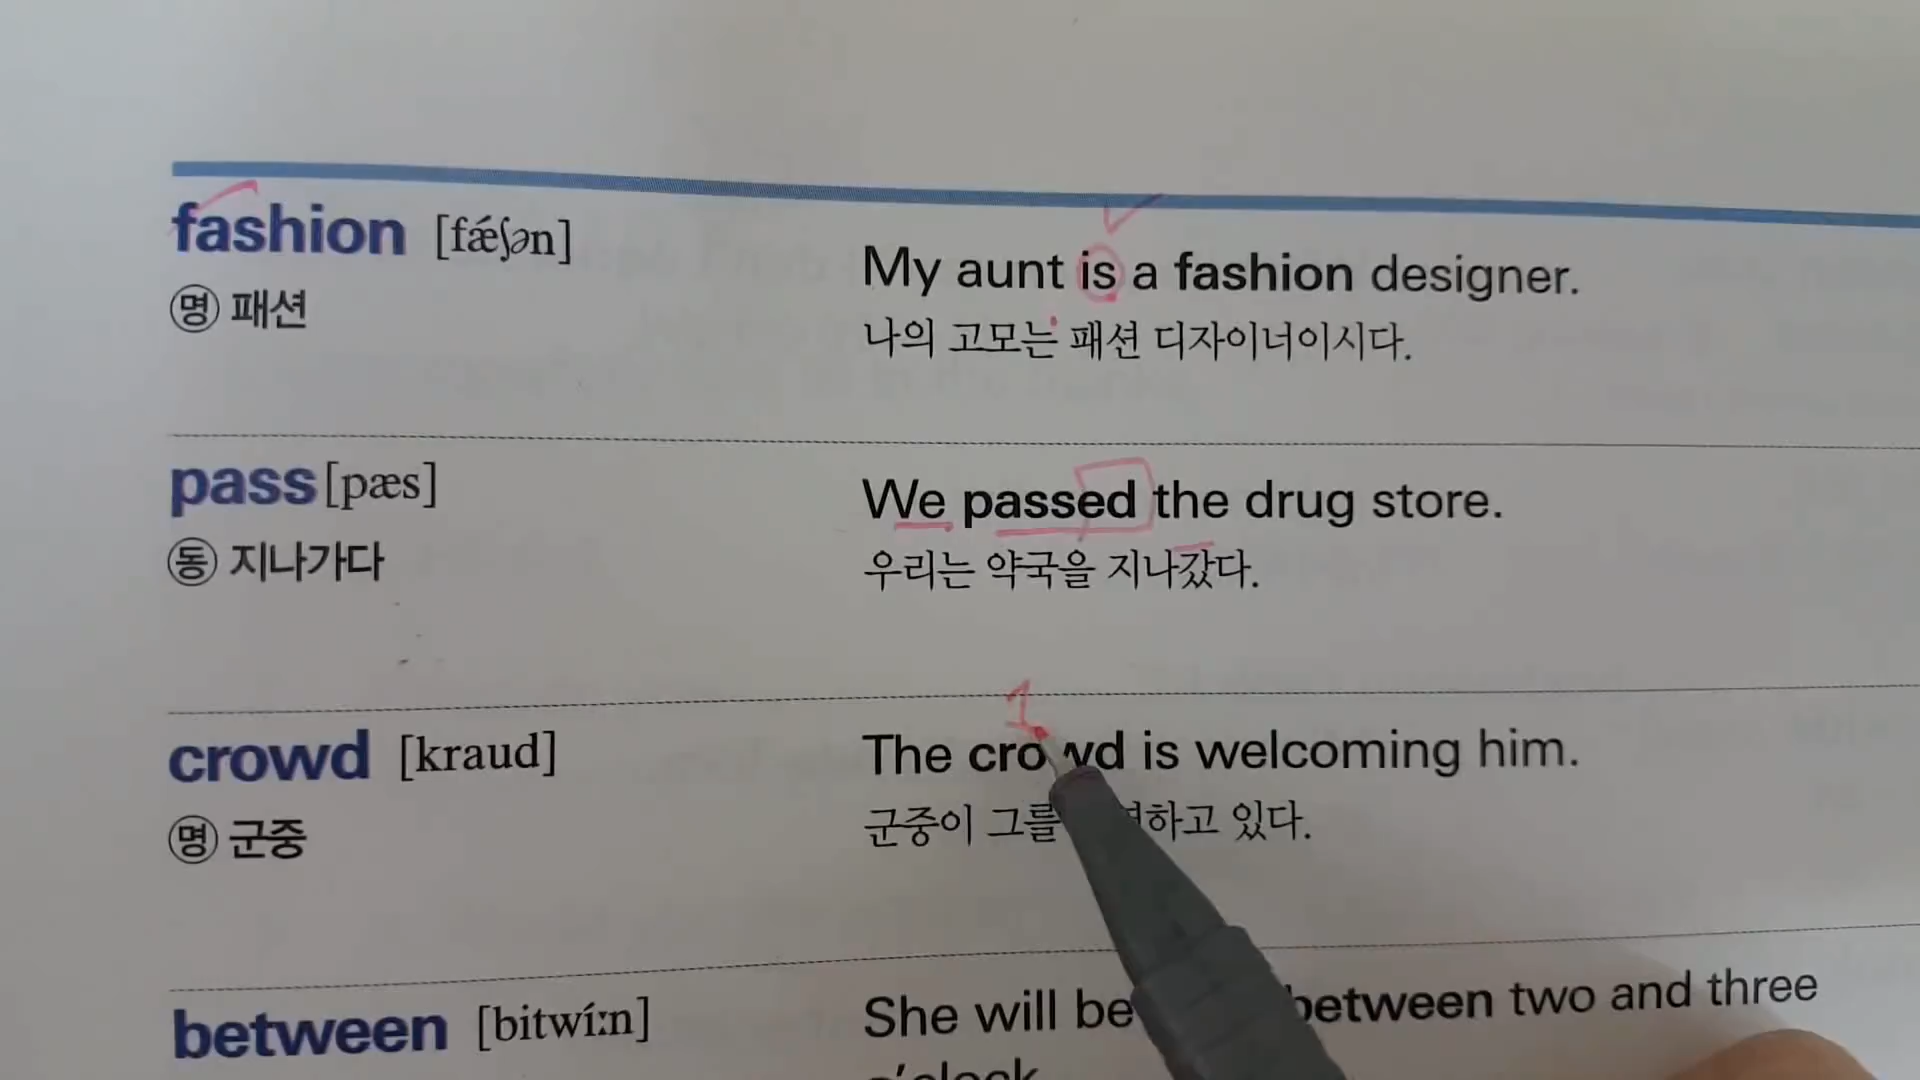 fashion [fǽʃən]
명 패션
My aunt is a fashion designer.
나의 고모는 패션 디자이너이시다.
pass [pæs]
동 지나가다
We passed the drug store.
우리는 약국을 지나갔다.
1
crowd [kraud]
명 군중
The crowd is welcoming him.
군중이 그를 하고 있다.
between [bitwíːn]
She will be between two and three
o'clock